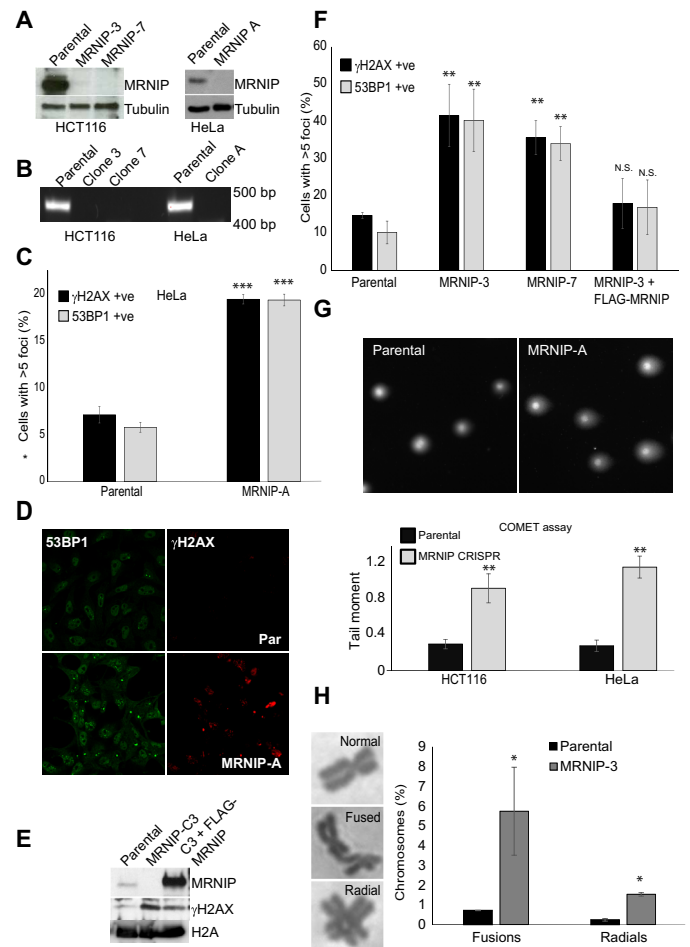 A
Parental
MRNIP-3
MRNIP-7
MRNIP
Tubulin
HCT116
Parental
MRNIP A
MRNIP
Tubulin
HeLa
B
Parental
Clone 3
Clone 7
Parental
Clone A
500 bp
400 bp
HCT116
HeLa
C
γH2AX +ve
53BP1 +ve
HeLa
***
***
20
15
10
5
0
* Cells with >5 foci (%)
Parental
MRNIP-A
D
53BP1
γH2AX
Par
MRNIP-A
E
Parental
MRNIP-C3
C3 + FLAG-
MRNIP
MRNIP
γH2AX
H2A
F
γH2AX +ve
53BP1 +ve
60
50
40
30
20
10
0
Cells with >5 foci (%)
**
**
**
**
N.S.
N.S.
Parental
MRNIP-3
MRNIP-7
MRNIP-3 +
FLAG-MRNIP
G
Parental
MRNIP-A
COMET assay
Parental
MRNIP CRISPR
1.2
0.8
0.4
0
Tail moment
**
**
HCT116
HeLa
H
Normal
Fused
Radial
Parental
MRNIP-3
9
8
7
6
5
4
3
2
1
0
Chromosomes (%)
*
*
Fusions
Radials